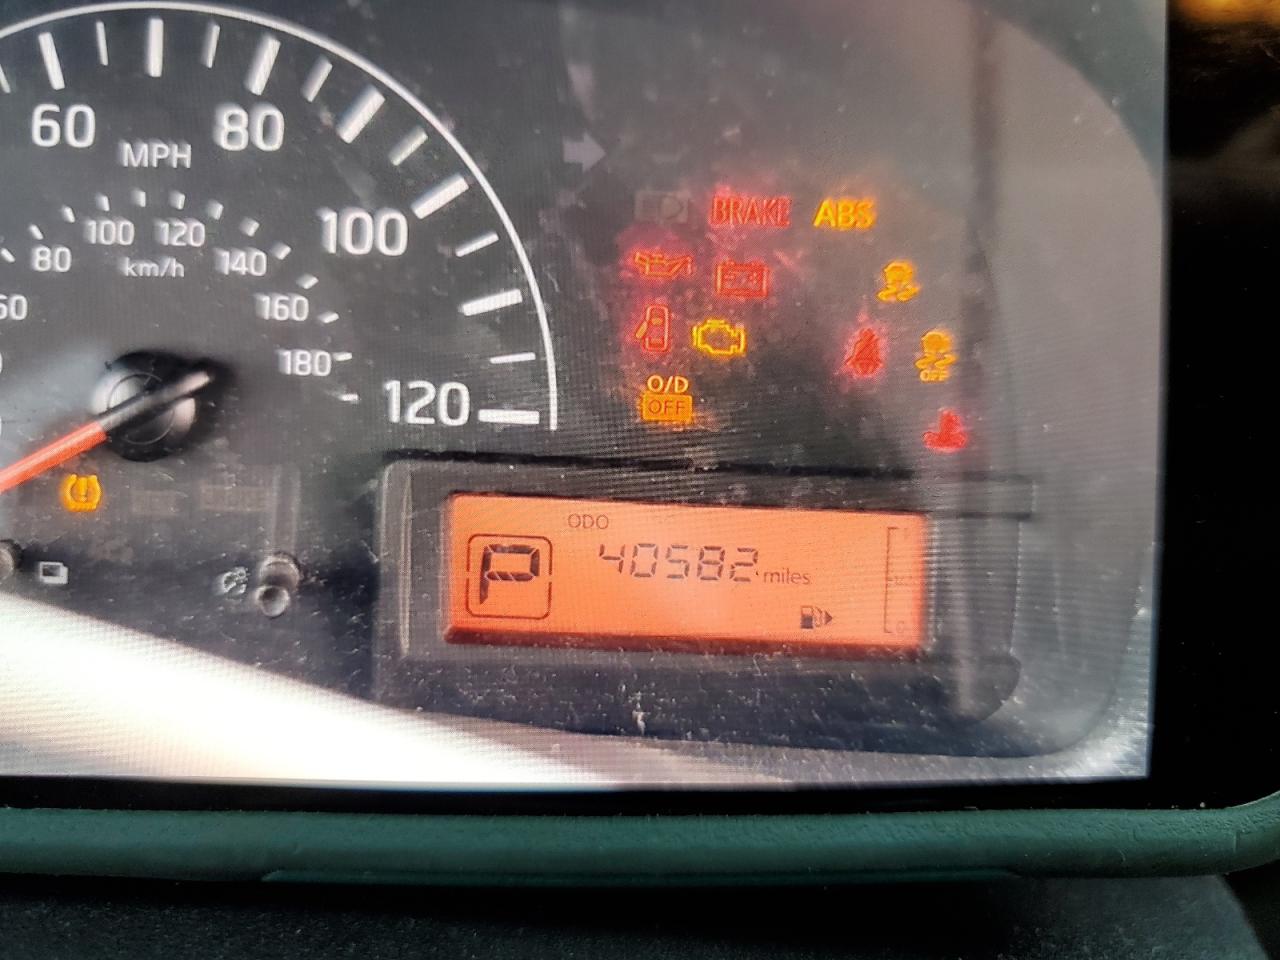 60
80
MPH
100
120
80
100
120
140
km/h
160
180
BRAKE
ABS
OFF
O/D
OFF
ODO
P
40582 miles